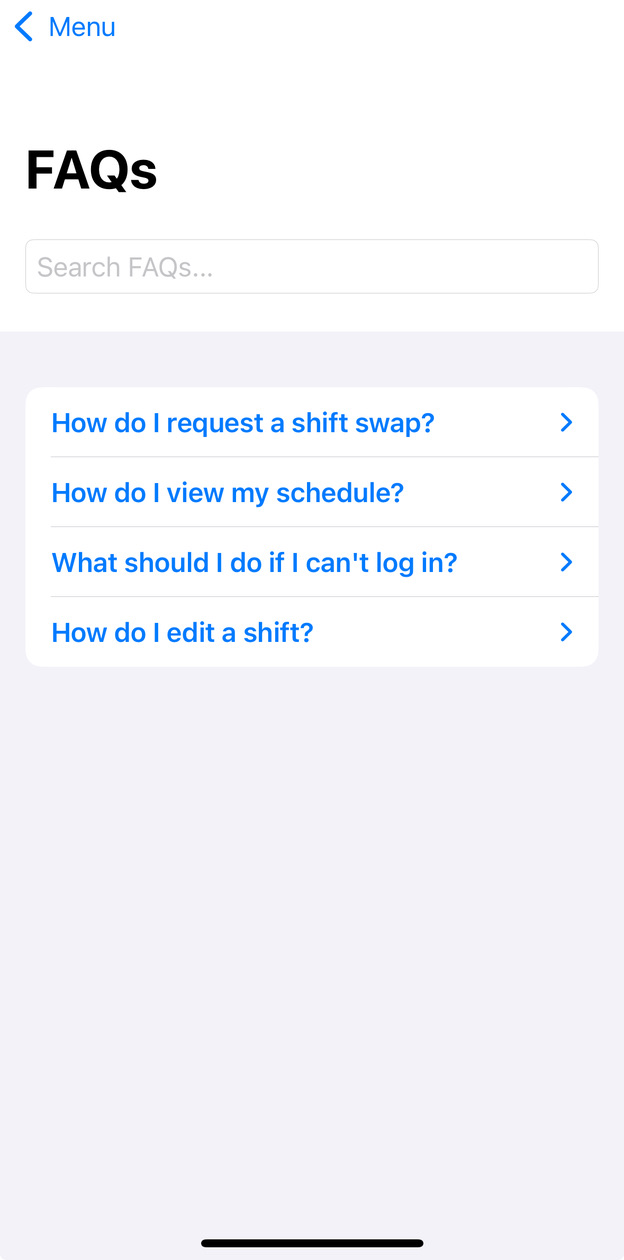 Menu
FAQs
Search FAQs...
How do I request a shift swap?
How do I view my schedule?
What should I do if I can't log in?
How do I edit a shift?